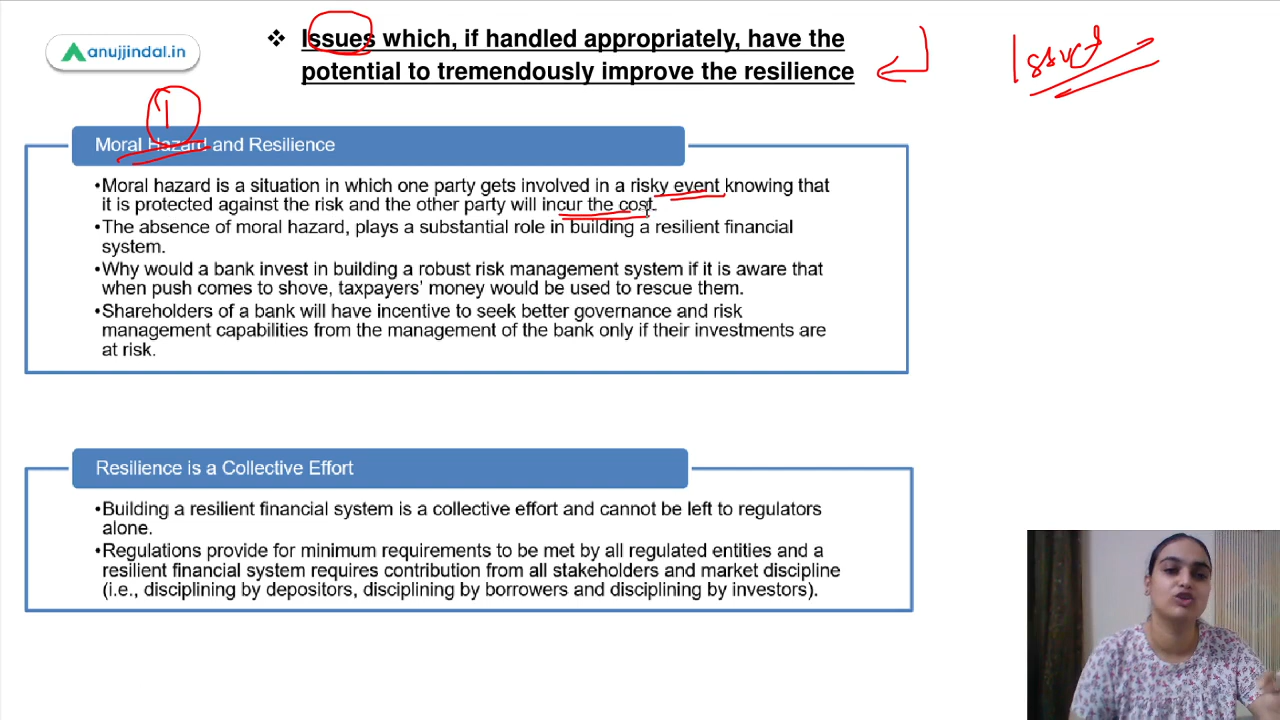 anujjindal.in
❖ Issues which, if handled appropriately, have the
potential to tremendously improve the resilience
Issues
1
Moral Hazard and Resilience
•Moral hazard is a situation in which one party gets involved in a risky event knowing that
it is protected against the risk and the other party will incur the cost.
•The absence of moral hazard, plays a substantial role in building a resilient financial
system.
•Why would a bank invest in building a robust risk management system if it is aware that
when push comes to shove, taxpayers’ money would be used to rescue them.
•Shareholders of a bank will have incentive to seek better governance and risk
management capabilities from the management of the bank only if their investments are
at risk.
Resilience is a Collective Effort
•Building a resilient financial system is a collective effort and cannot be left to regulators
alone.
•Regulations provide for minimum requirements to be met by all regulated entities and a
resilient financial system requires contribution from all stakeholders and market discipline
(i.e., disciplining by depositors, disciplining by borrowers and disciplining by investors).